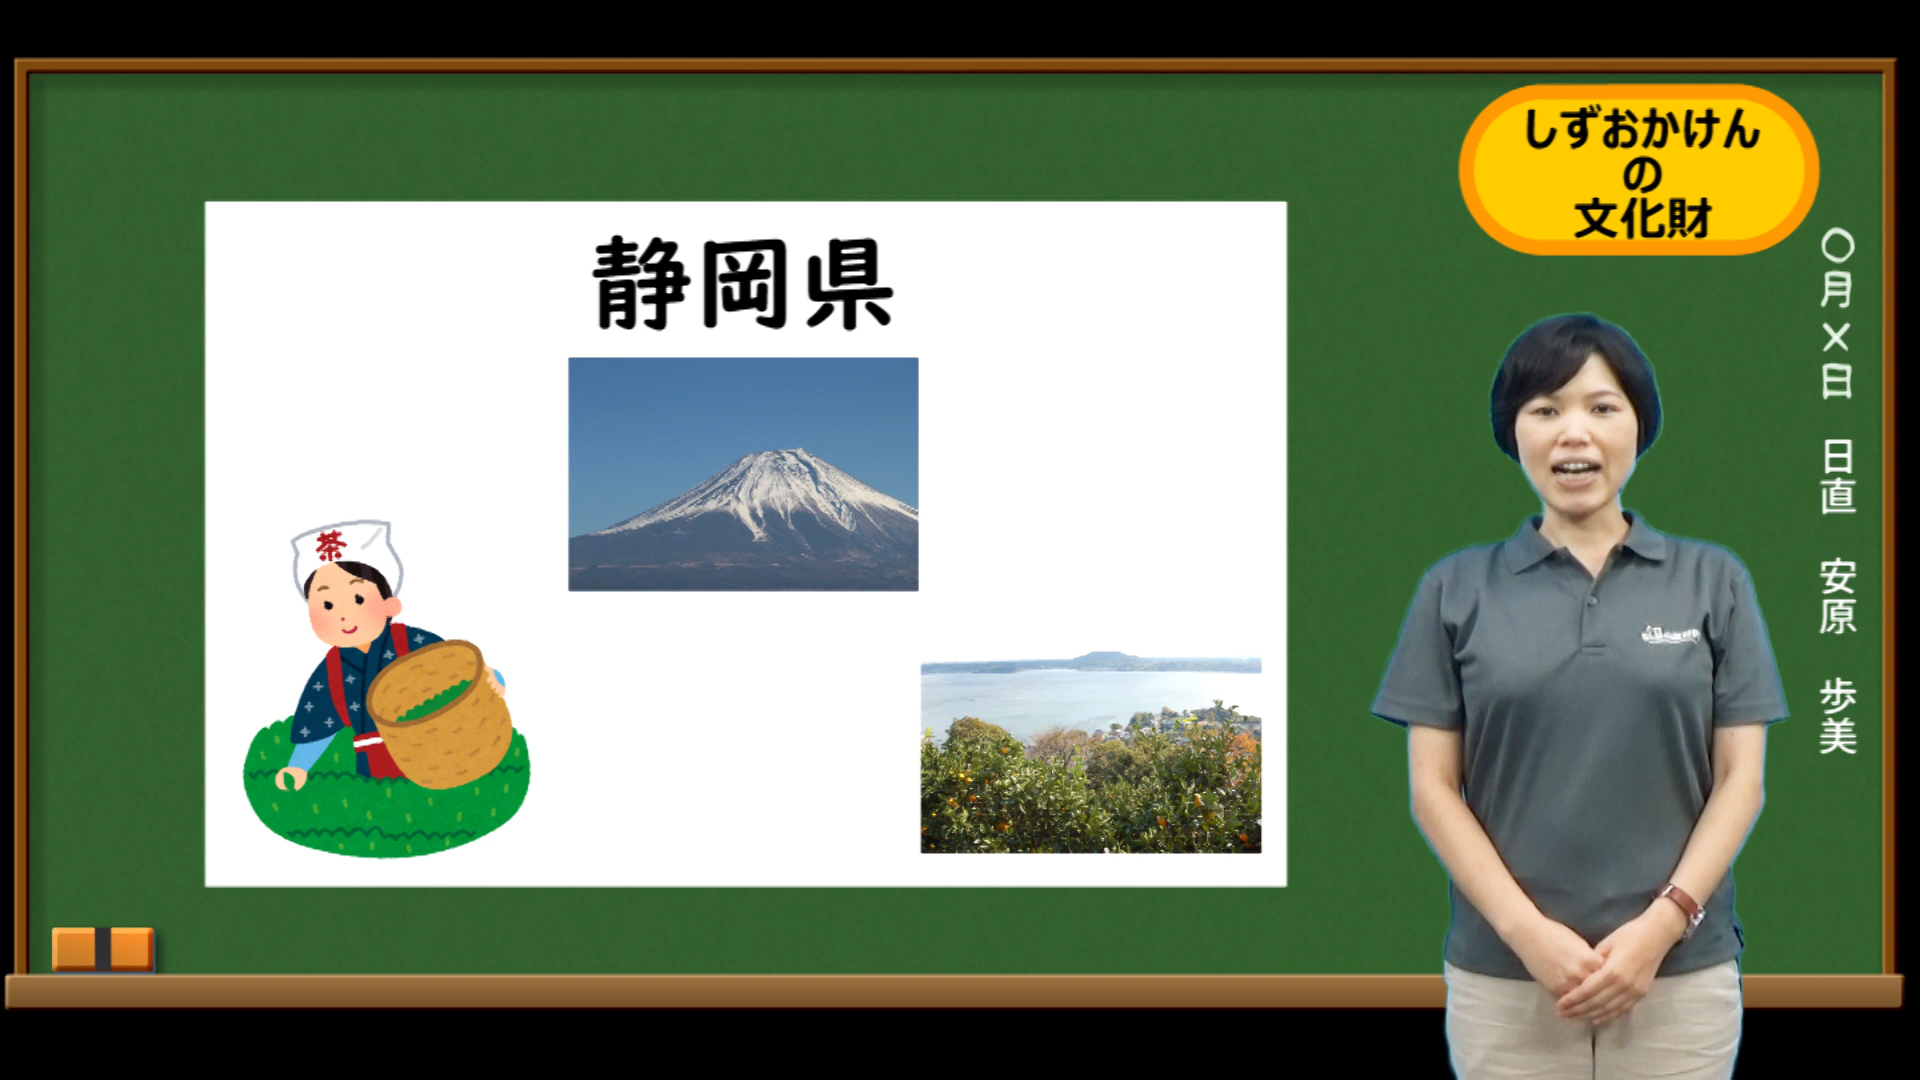 しずおかけん
の
文化財
静岡県
茶
〇月×日 日直 安原 歩美